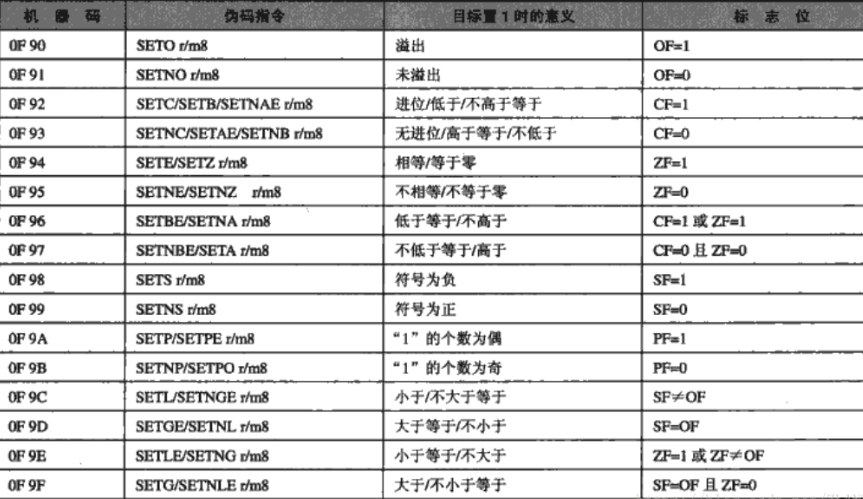 机器码 伪码指令 目标置1时的意义 标志位
0F 90 SETO r/m8 溢出 OF=1
0F 91 SETNO r/m8 未溢出 OF=0
0F 92 SETC/SETB/SETNAE r/m8 进位/低于/不高于等于 CF=1
0F 93 SETNC/SETAE/SETNB r/m8 无进位/高于等于/不低于 CF=0
0F 94 SETE/SETZ r/m8 相等/等于零 ZF=1
0F 95 SETNE/SETNZ r/m8 不相等/不等于零 ZF=0
0F 96 SETBE/SETNA r/m8 低于等于/不高于 CF=1 或 ZF=1
0F 97 SETNBE/SETA r/m8 不低于等于/高于 CF=0 且 ZF=0
0F 98 SETS r/m8 符号为负 SF=1
0F 99 SETNS r/m8 符号为正 SF=0
0F 9A SETP/SETPE r/m8 “1”的个数为偶 PF=1
0F 9B SETNP/SETPO r/m8 “1”的个数为奇 PF=0
0F 9C SETL/SETNGE r/m8 小于/不大于等于 SF≠OF
0F 9D SETGE/SETNL r/m8 大于等于/不小于 SF=OF
0F 9E SETLE/SETNG r/m8 小于等于/不大于 ZF=1 或 ZF≠OF
0F 9F SETG/SETNLE r/m8 大于/不小于等于 SF=OF 且 ZF=0